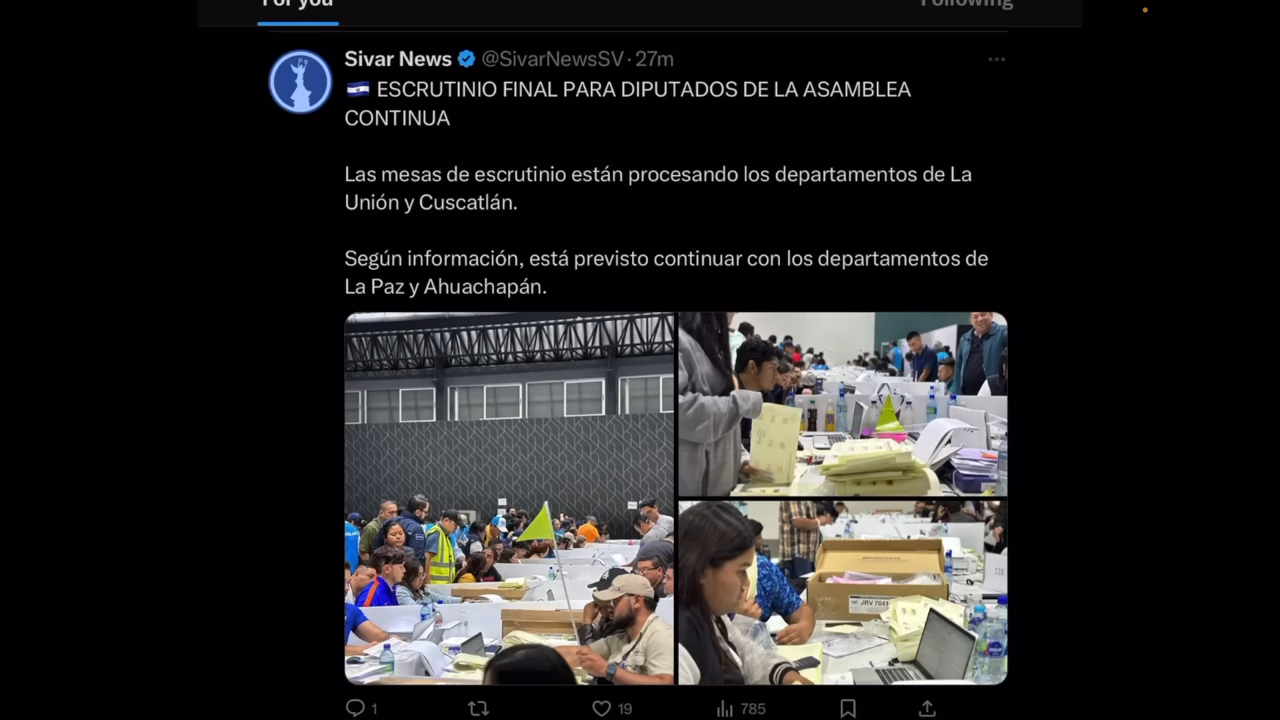 For you
Following
Sivar News @SivarNewsSV · 27m
ESCRUTINIO FINAL PARA DIPUTADOS DE LA ASAMBLEA
CONTINUA
Las mesas de escrutinio están procesando los departamentos de La
Unión y Cuscatlán.
Según información, está previsto continuar con los departamentos de
La Paz y Ahuachapán.
1
19
785